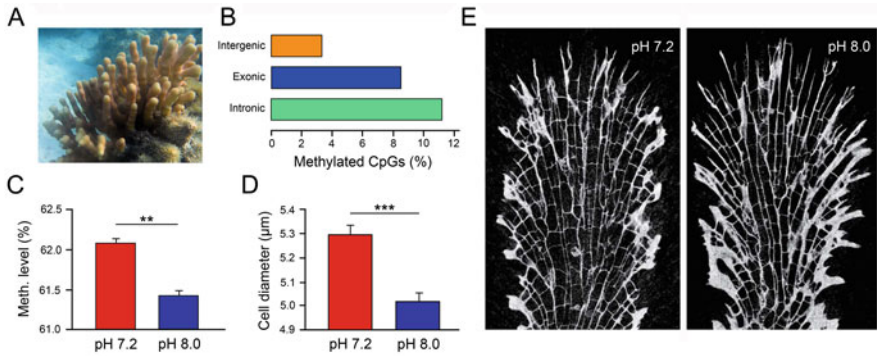 A
B
Intergenic
Exonic
Intronic
0 2 4 6 8 10 12
Methylated CpGs (%)
C
Meth. level (%)
62.5
62.0
61.5
61.0
**
pH 7.2 pH 8.0
D
Cell diameter (µm)
5.4
5.3
5.2
5.1
5.0
4.9
***
pH 7.2 pH 8.0
E
pH 7.2
pH 8.0